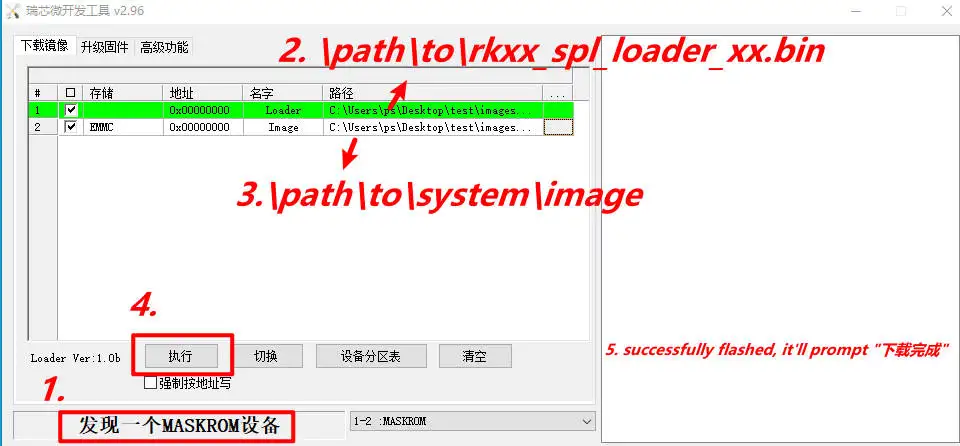 瑞芯微开发工具 v2.96
下载镜像 升级固件 高级功能
2. \path\to\rkxx_spl_loader_xx.bin
# 存储 地址 名字 路径 ...
1 0x00000000 Loader C:\Users\ps\Desktop\test\images...
2 EMMC 0x00000000 Image C:\Users\ps\Desktop\test\images...
3.\path\to\system\image
4.
Loader Ver:1.0b 执行 切换 设备分区表 清空
5. successfully flashed, it'll prompt "下载完成"
强制按地址写
1.
发现一个MASKROM设备 1-2 :MASKROM